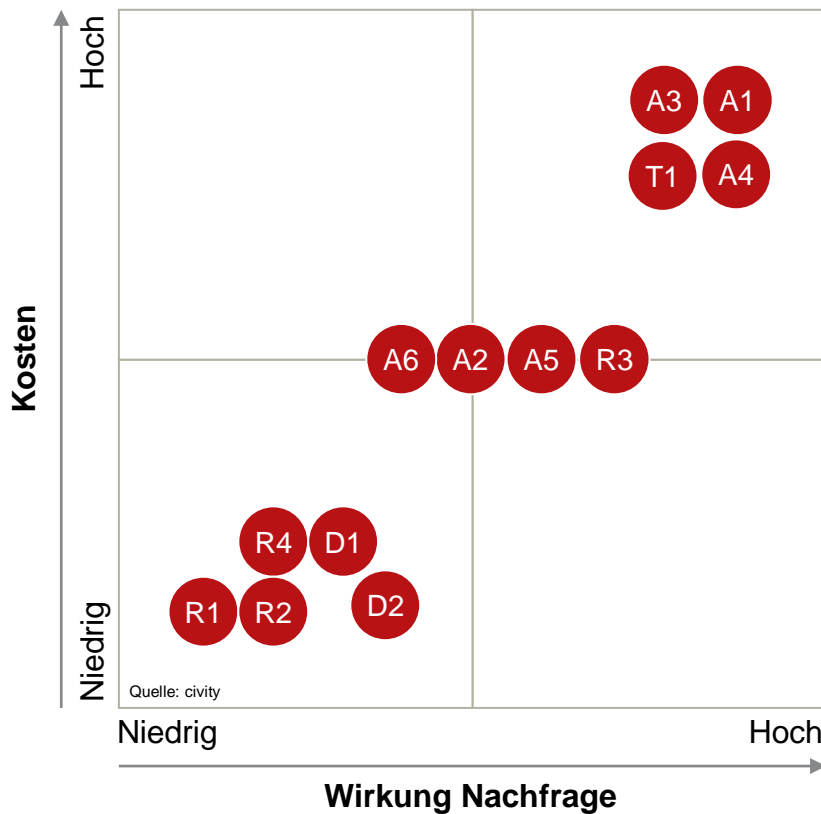 Hoch
A3 A1
T1 A4
Kosten
A6 A2 A5 R3
R4 D1
R1 R2 D2
Niedrig
Quelle: civity
Niedrig Hoch
Wirkung Nachfrage